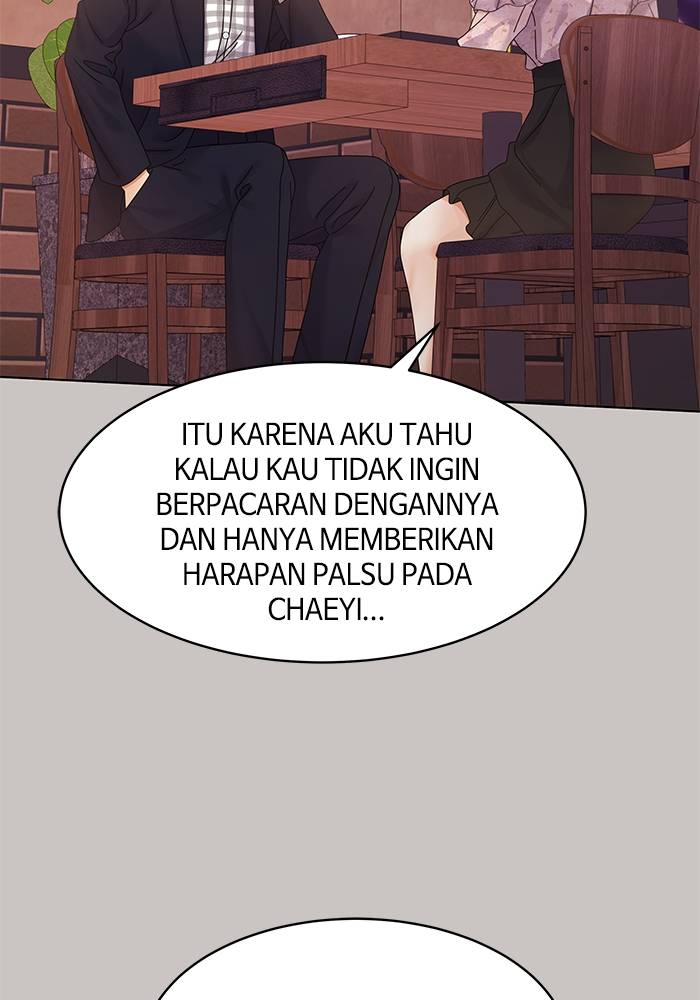 ITU KARENA AKU TAHU
KALAU KAU TIDAK INGIN
BERPACARAN DENGANNYA
DAN HANYA MEMBERIKAN
HARAPAN PALSU PADA
CHAEYI...